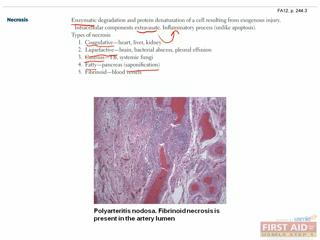 FA12, p. 244.3
Necrosis
Enzymatic degradation and protein denaturation of a cell resulting from exogenous injury.
Intracellular components extravasate. Inflammatory process (unlike apoptosis).
Types of necrosis
1. Coagulative—heart, liver, kidney
2. Liquefactive—brain, bacterial abscess, pleural effusion
3. Caseous—TB, systemic fungi
4. Fatty—pancreas (saponification)
5. Fibrinoid—blood vessels
Polyarteritis nodosa. Fibrinoid necrosis is
present in the artery lumen
FIRST AID